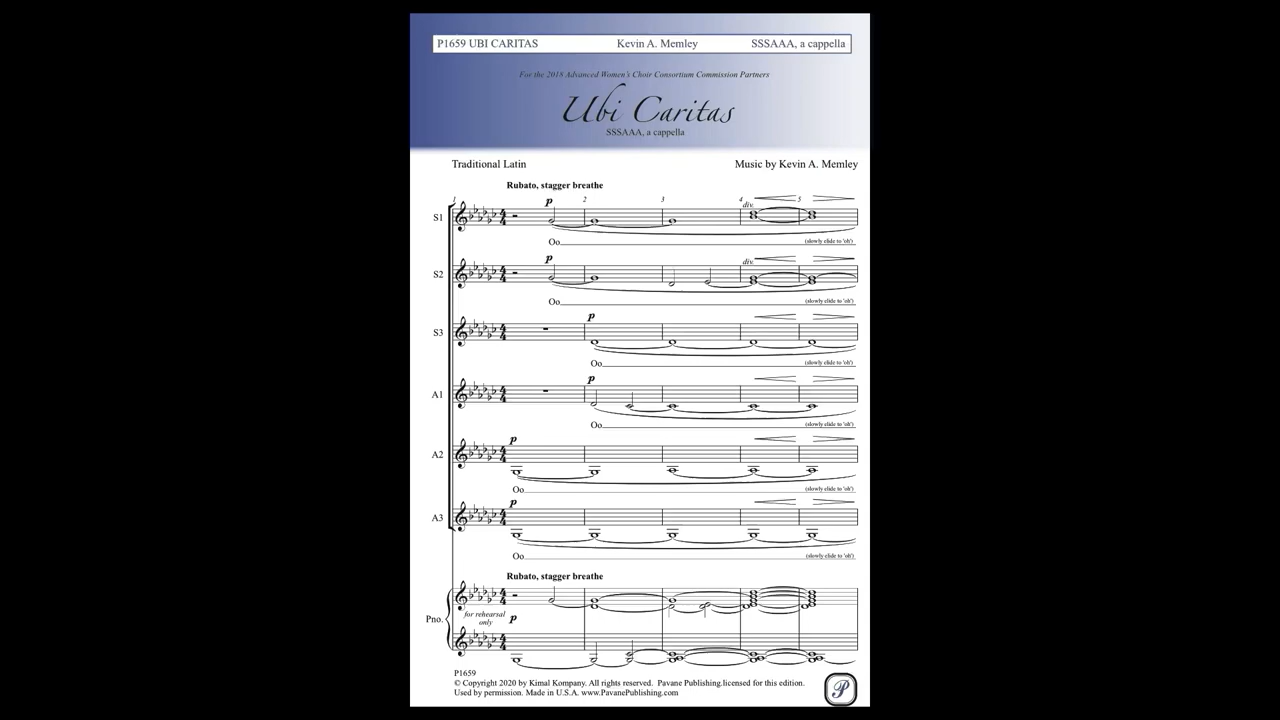 P1659 UBI CARITAS Kevin A. Memley SSSAAA, a cappella
For the 2018 Advanced Women's Choir Consortium Commission Partners
Ubi Caritas
SSSAAA, a cappella
Traditional Latin Music by Kevin A. Memley
Rubato, stagger breathe
1 2 3 4 5
p div.
S1
Oo (slowly elide to 'oh')
p div.
S2
Oo (slowly elide to 'oh')
p
S3
Oo (slowly elide to 'oh')
p
A1
Oo (slowly elide to 'oh')
p
A2
Oo (slowly elide to 'oh')
p
A3
Oo (slowly elide to 'oh')
Rubato, stagger breathe
Pno. for rehearsal only p
P1659
© Copyright 2020 by Kimal Kompany. All rights reserved. Pavane Publishing.licensed for this edition.
Used by permission. Made in U.S.A. www.PavanePublishing.com
P